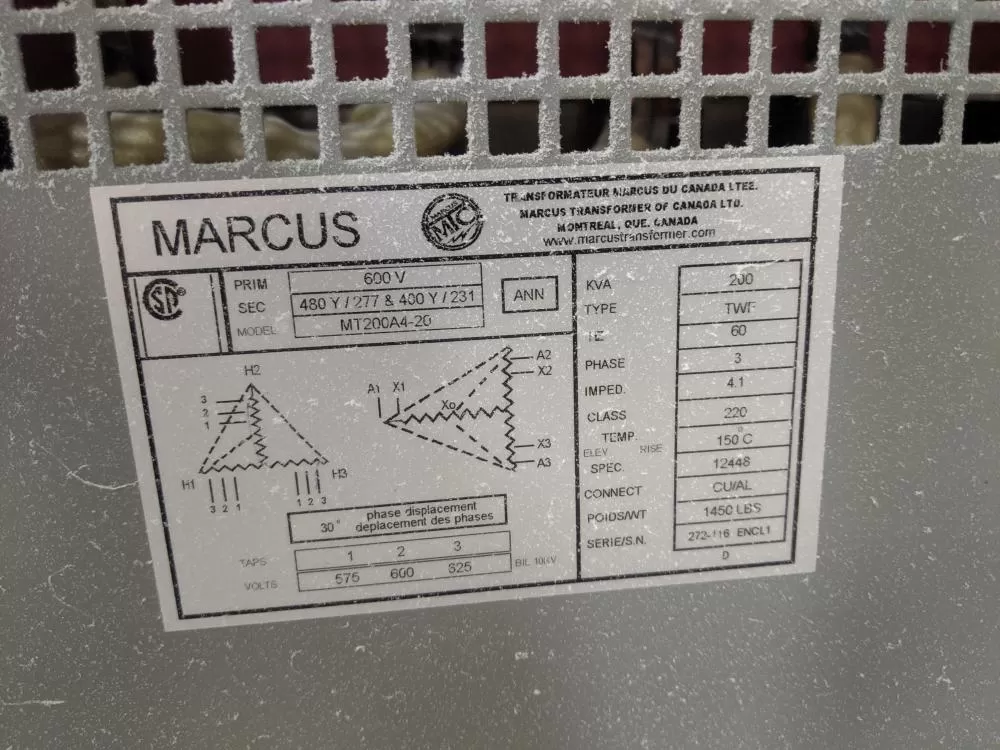 MARCUS
MTC
TRANSFORMATEUR MARCUS DU CANADA LTEE.
MARCUS TRANSFORMER OF CANADA LTD.
MONTREAL, QUE. CANADA
www.marcustransformer.com
PRIM 600 V
SEC 480 Y / 277 & 400 Y / 231
MODEL MT200A4-20
ANN
H2
3
2
1
H1
3 2 1
1 2 3
H3
A1 X1
Xo
A2
X2
X3
A3
30° phase displacement
deplacement des phases
TAPS 1 2 3
VOLTS 575 600 625
BIL 10KV
KVA 200
TYPE
HZ 60
PHASE 3
IMPED. 4.1
CLASS 220
TEMP. 150°C
ELEV RISE
SPEC. 12448
CONNECT CU/AL
POIDS/WT 1450 LBS
SERIE/S.N. ENCL1
D